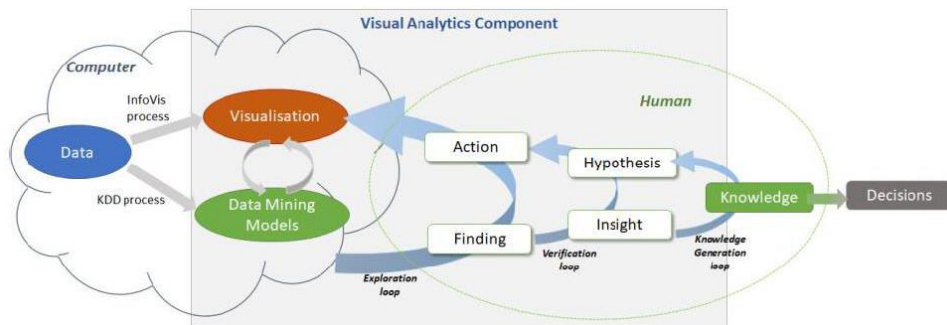 Visual Analytics Component
Computer
InfoVis
process
Visualisation
Human
Data
Action
Hypothesis
KDD process
Data Mining
Models
Finding
Insight
Knowledge
Decisions
Exploration
loop
Verification
loop
Knowledge
Generation
loop